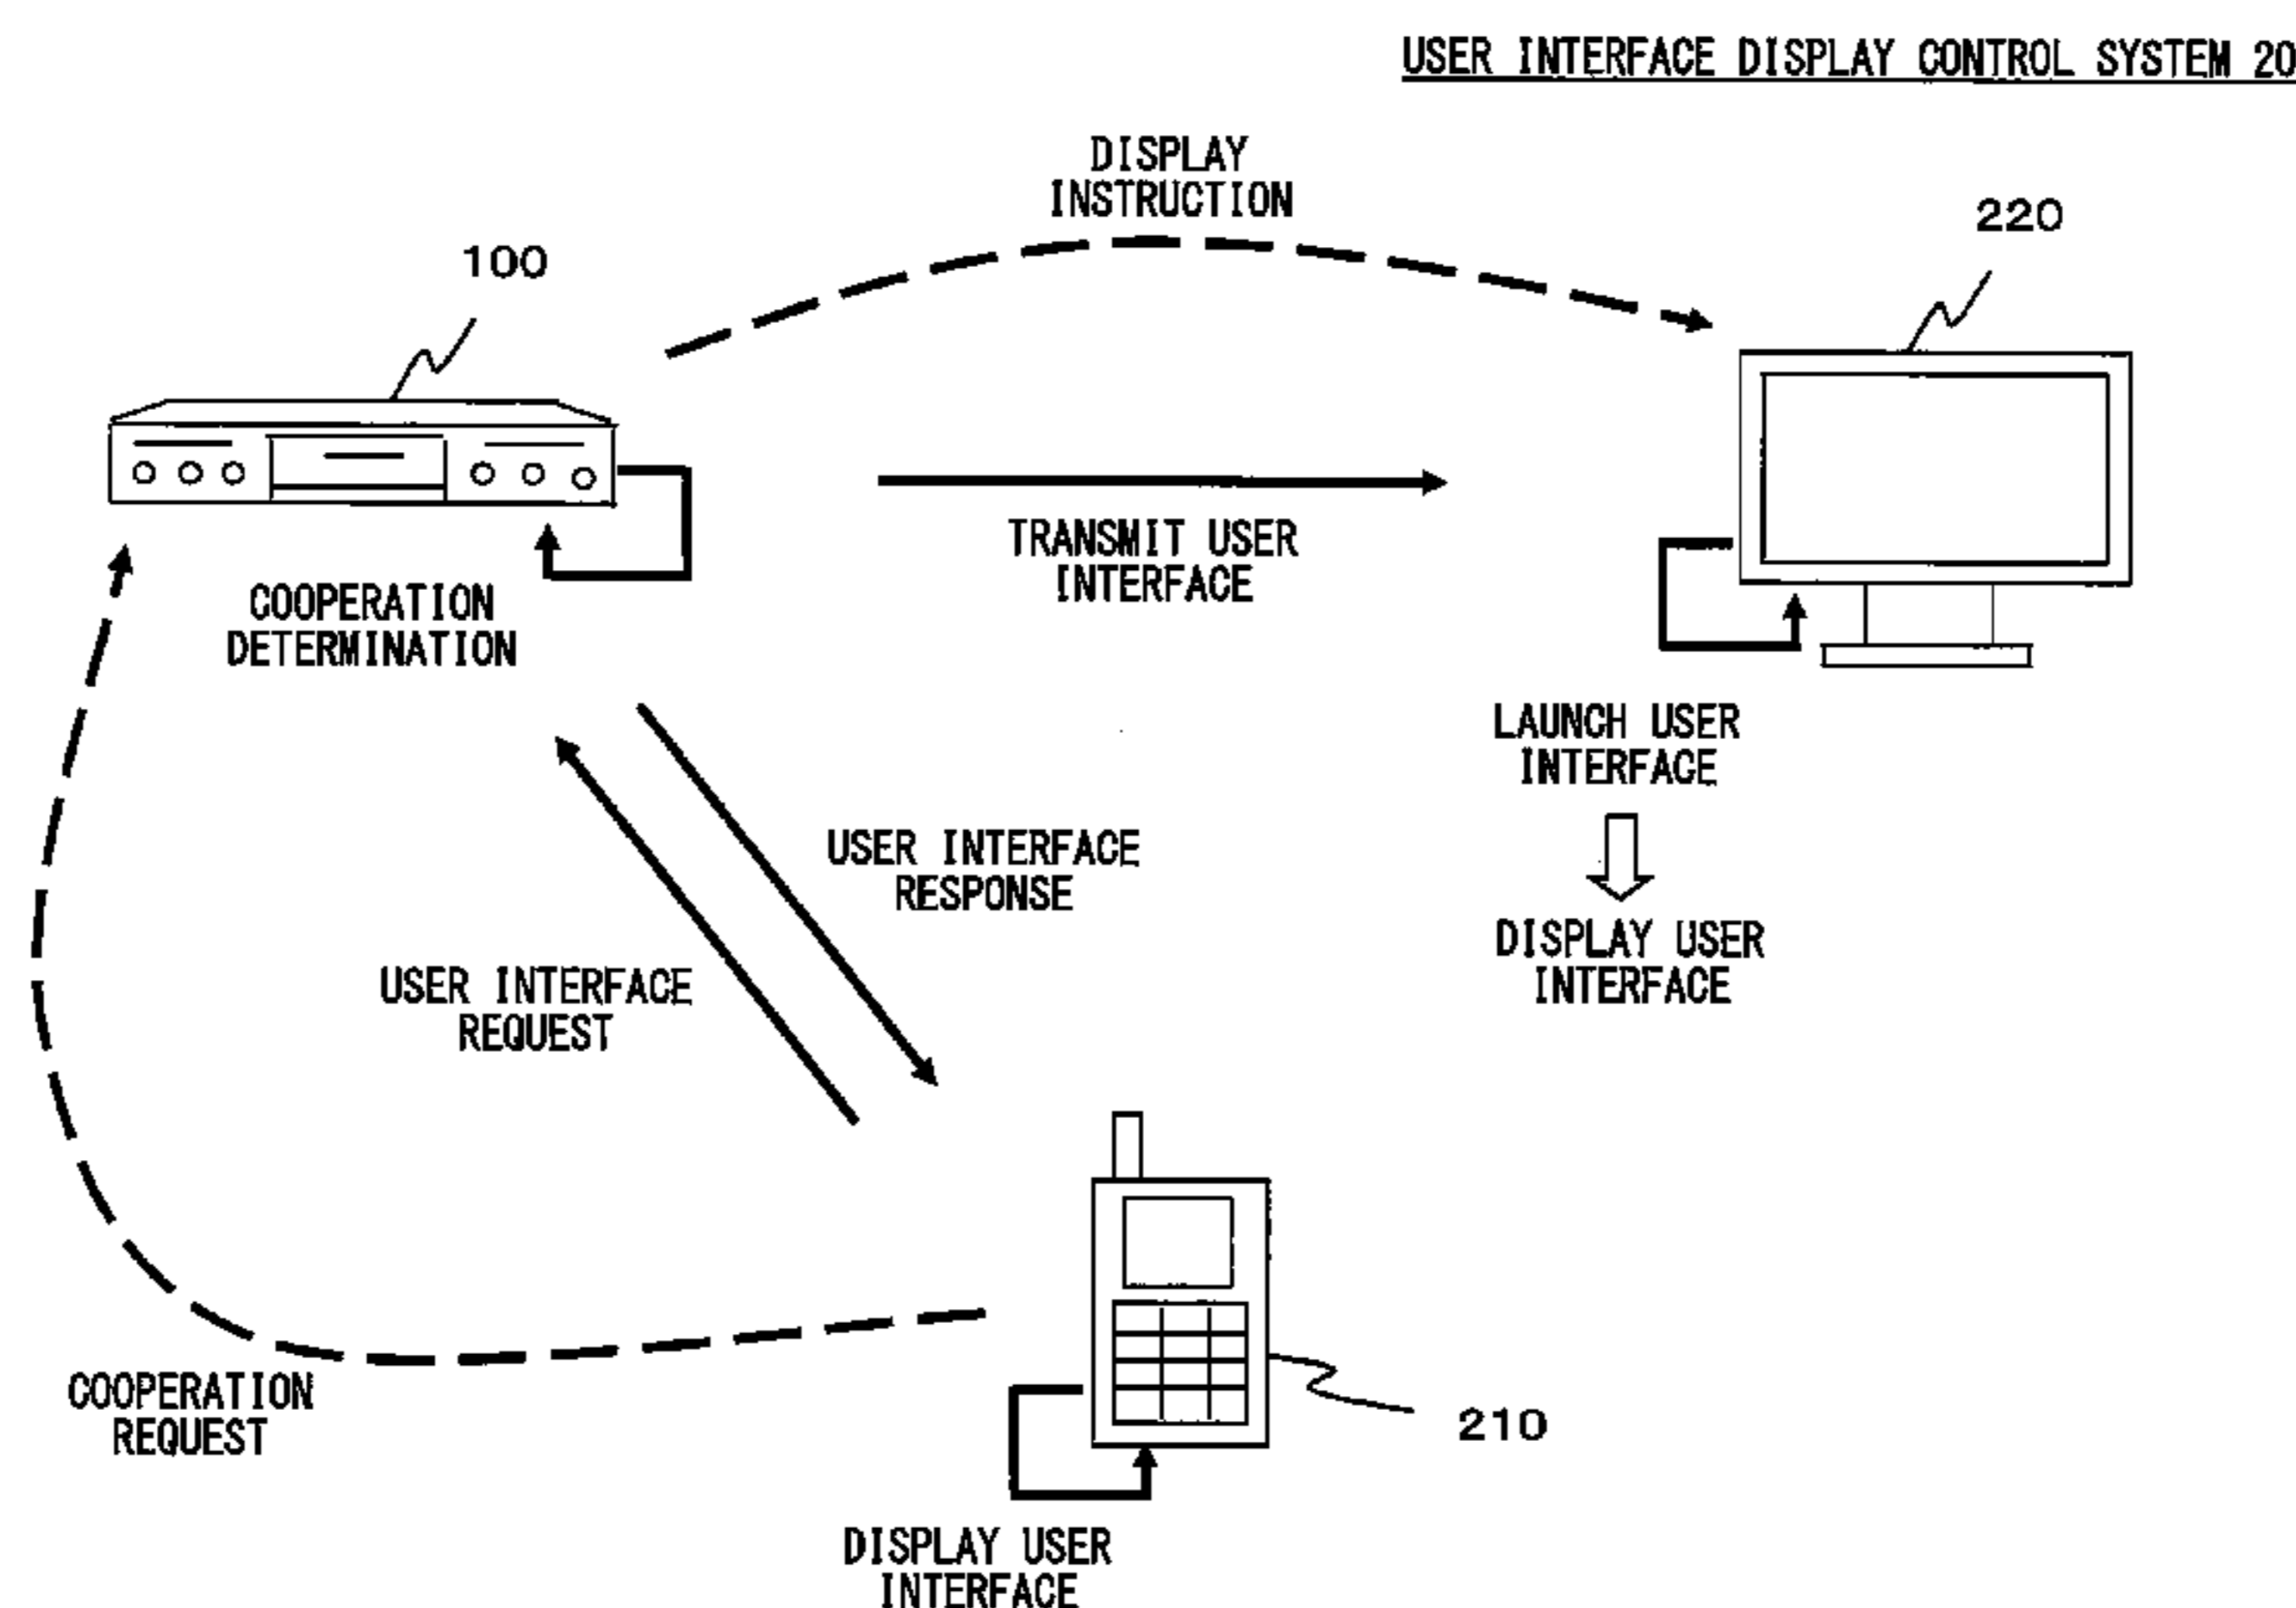 USER INTERFACE DISPLAY CONTROL SYSTEM 20
DISPLAY
INSTRUCTION
220
100
TRANSMIT USER
INTERFACE
COOPERATION
DETERMINATION
LAUNCH USER
INTERFACE
USER INTERFACE
RESPONSE
DISPLAY USER
INTERFACE
USER INTERFACE
REQUEST
COOPERATION
REQUEST
210
DISPLAY USER
INTERFACE